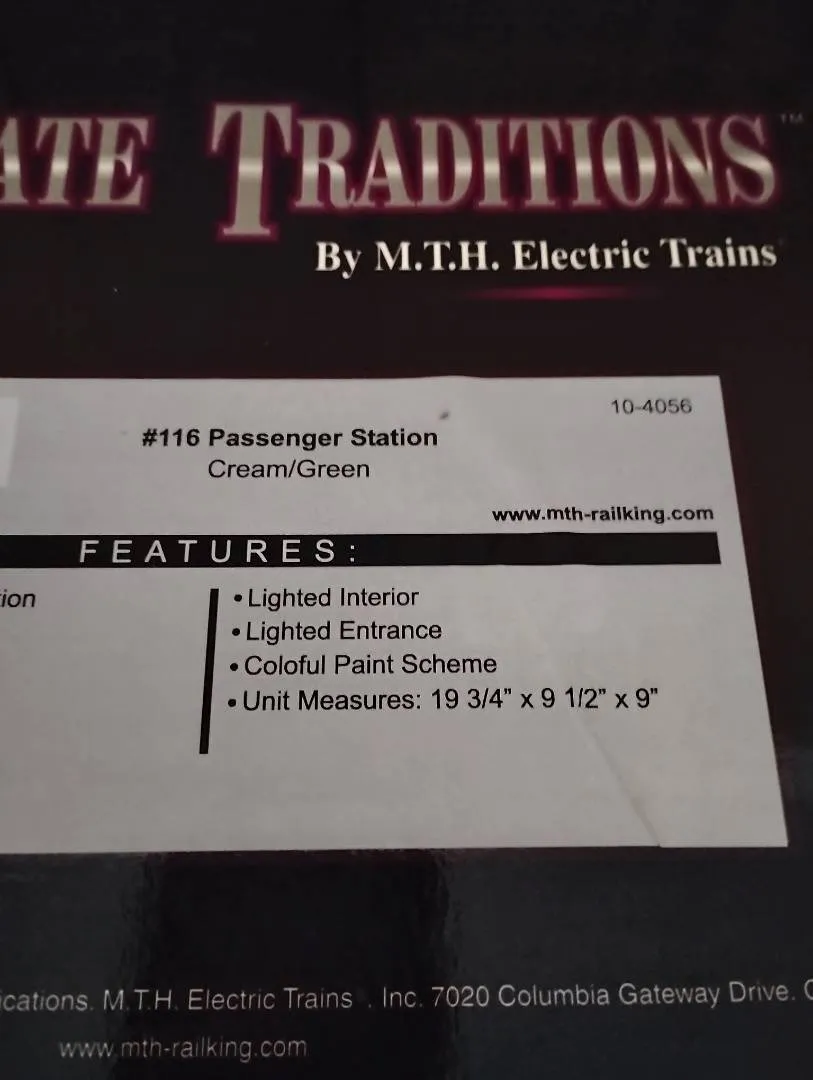 ATE TRADITIONS™
By M.T.H. Electric Trains
10-4056
#116 Passenger Station
Cream/Green
www.mth-railking.com
FEATURES:
ion
• Lighted Interior
• Lighted Entrance
• Coloful Paint Scheme
• Unit Measures: 19 3/4" x 9 1/2" x 9"
ications. M.T.H. Electric Trains . Inc. 7020 Columbia Gateway Drive. C
www.mth-railking.com